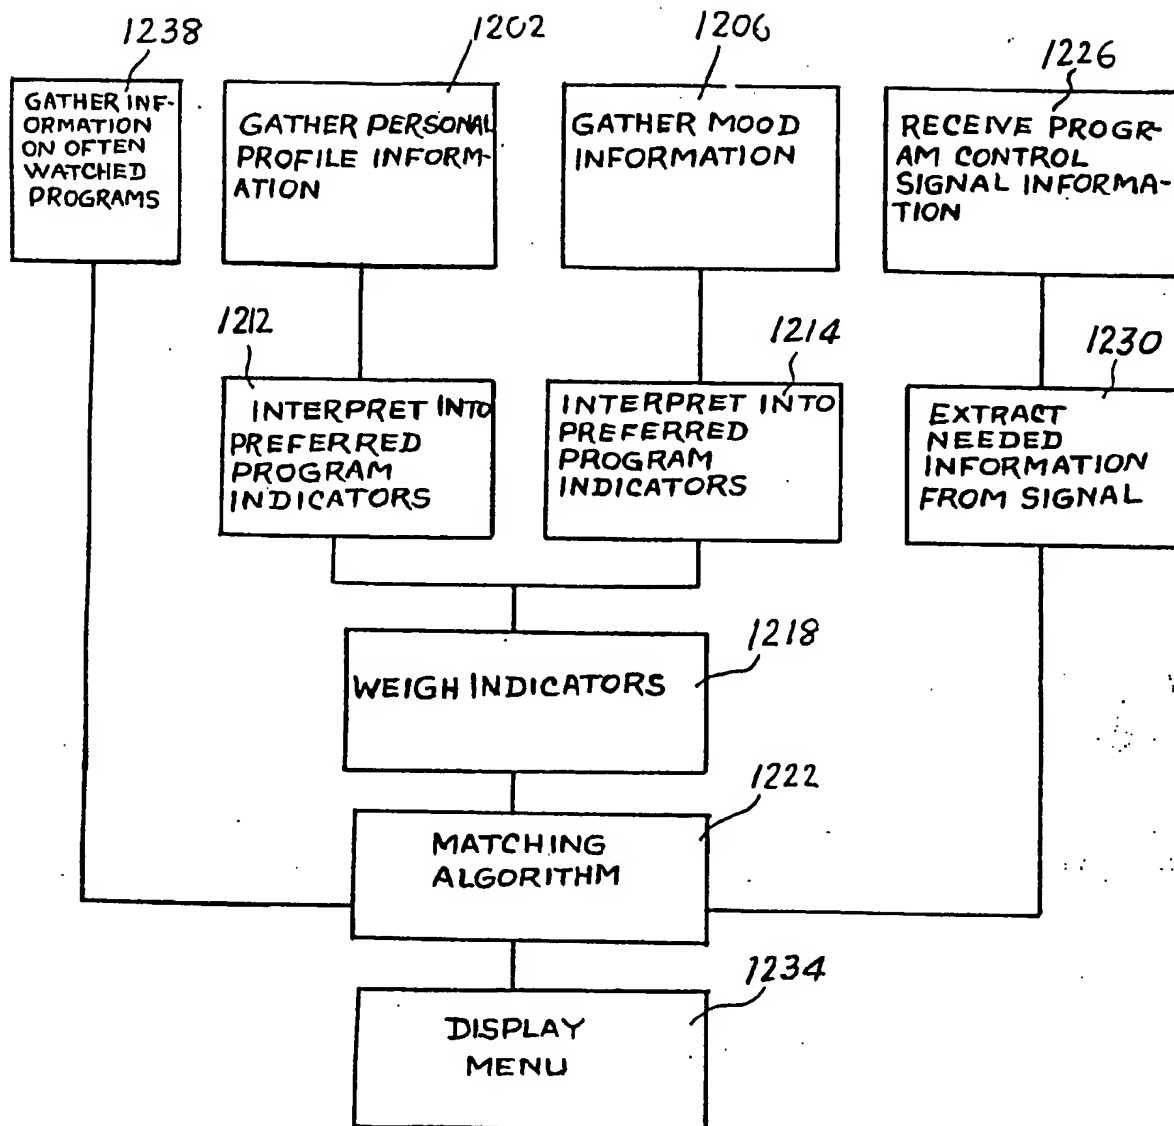 1238
GATHER INF-
ORMATION
ON OFTEN
WATCHED
PROGRAMS
1202
GATHER PERSONAL
PROFILE INFORM-
ATION
1206
GATHER MOOD
INFORMATION
1226
RECEIVE PROGR-
AM CONTROL
SIGNAL INFORMA-
TION
1212
INTERPRET INTO
PREFERRED
PROGRAM
INDICATORS
1214
INTERPRET INTO
PREFERRED
PROGRAM
INDICATORS
1230
EXTRACT
NEEDED
INFORMATION
FROM SIGNAL
1218
WEIGH INDICATORS
1222
MATCHING
ALGORITHM
1234
DISPLAY
MENU